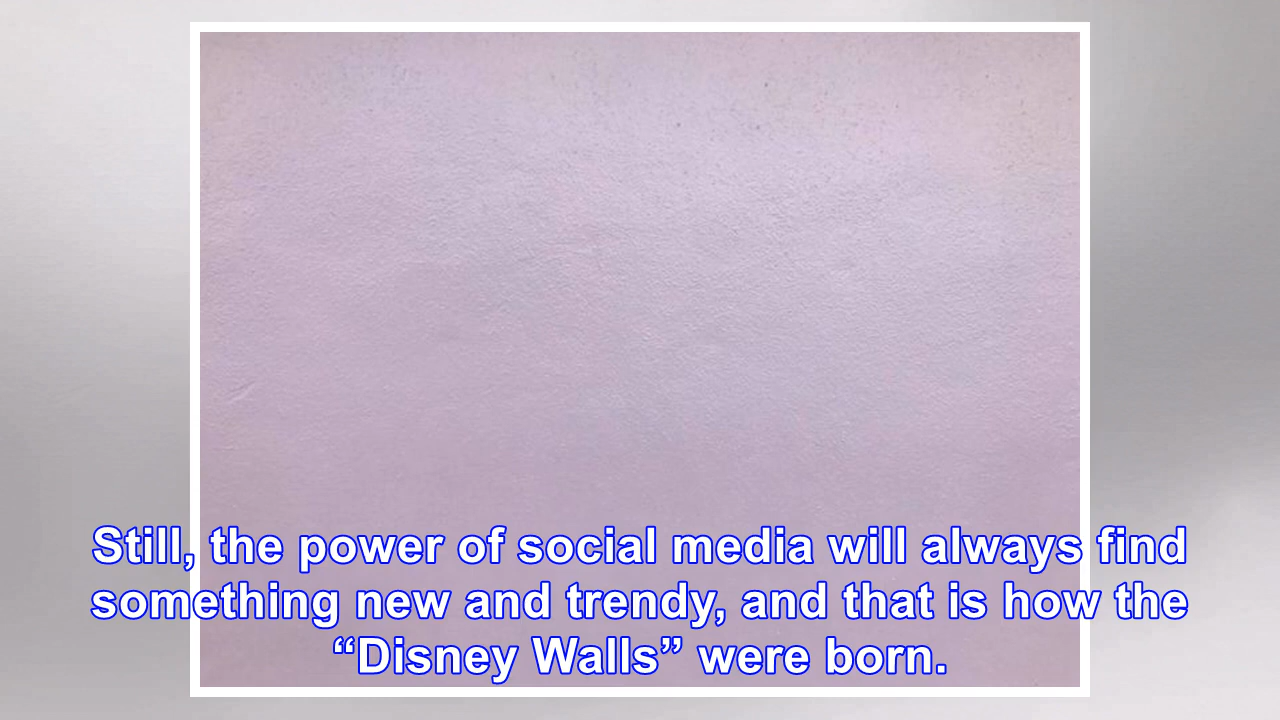 Still, the power of social media will always find
something new and trendy, and that is how the
“Disney Walls” were born.